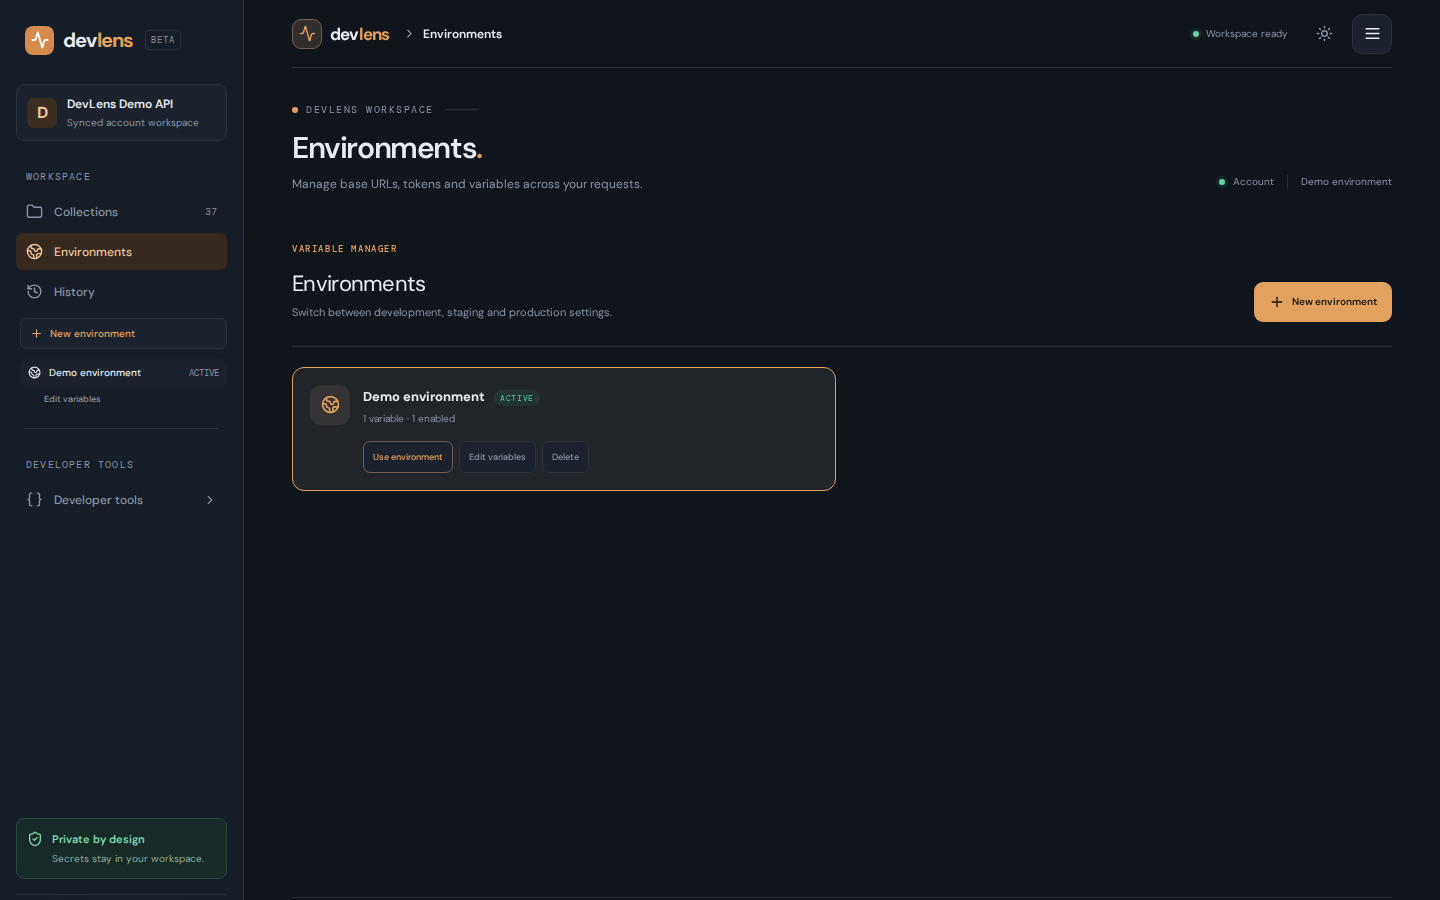 devlens BETA
D
DevLens Demo API
Synced account workspace
WORKSPACE
Collections 37
Environments
History
+ New environment
Demo environment ACTIVE
Edit variables
DEVELOPER TOOLS
{} Developer tools
Private by design
Secrets stay in your workspace.
devlens > Environments
Workspace ready
DEVLENS WORKSPACE
Environments.
Manage base URLs, tokens and variables across your requests.
Account Demo environment
VARIABLE MANAGER
Environments
Switch between development, staging and production settings.
+ New environment
Demo environment ACTIVE
1 variable · 1 enabled
Use environment Edit variables Delete